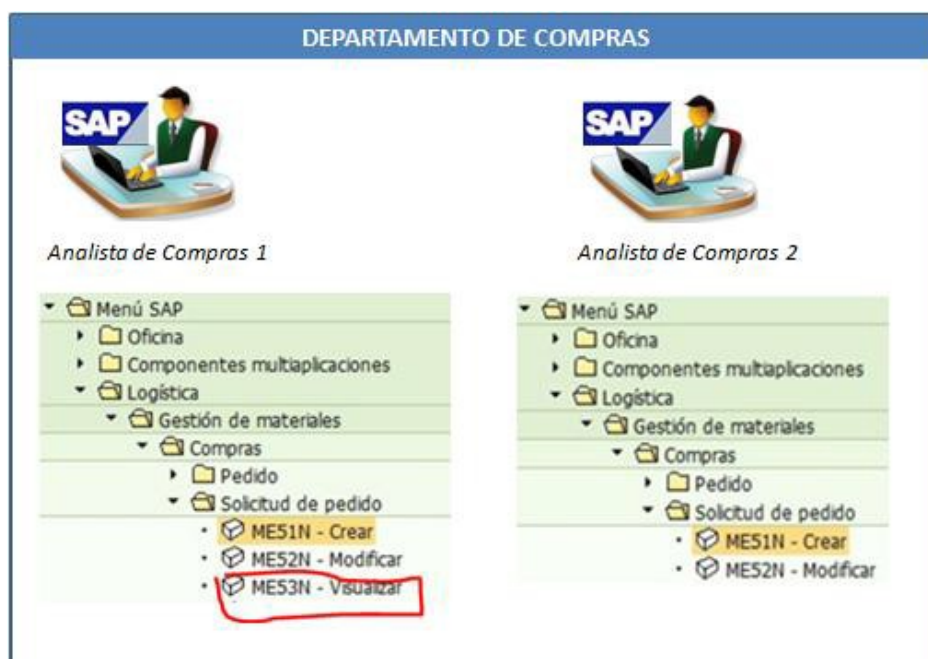 DEPARTAMENTO DE COMPRAS
SAP
SAP
Analista de Compras 1
Analista de Compras 2
Menú SAP
Oficina
Componentes multiaplicaciones
Logística
Gestión de materiales
Compras
Pedido
Solicitud de pedido
ME51N - Crear
ME52N - Modificar
ME53N - Visualizar
Menú SAP
Oficina
Componentes multiaplicaciones
Logística
Gestión de materiales
Compras
Pedido
Solicitud de pedido
ME51N - Crear
ME52N - Modificar